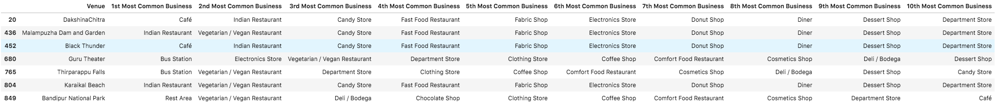 Venue 1st Most Common Business 2nd Most Common Business 3rd Most Common Business 4th Most Common Business 5th Most Common Business 6th Most Common Business 7th Most Common Business 8th Most Common Business 9th Most Common Business 10th Most Common Business
20 DakshinaChitra Café Indian Restaurant Candy Store Fast Food Restaurant Fabric Shop Electronics Store Donut Shop Diner Dessert Shop Department Store
436 Malampuzha Dam and Garden Indian Restaurant Vegetarian / Vegan Restaurant Candy Store Fast Food Restaurant Fabric Shop Electronics Store Donut Shop Diner Dessert Shop Department Store
452 Black Thunder Café Indian Restaurant Candy Store Fast Food Restaurant Fabric Shop Electronics Store Donut Shop Diner Dessert Shop Department Store
680 Guru Theater Bus Station Electronics Store Vegetarian / Vegan Restaurant Department Store Clothing Store Coffee Shop Comfort Food Restaurant Cosmetics Shop Deli / Bodega Dessert Shop
765 Thirparappu Falls Bus Station Vegetarian / Vegan Restaurant Department Store Clothing Store Coffee Shop Comfort Food Restaurant Cosmetics Shop Deli / Bodega Dessert Shop Candy Store
804 Karaikal Beach Indian Restaurant Vegetarian / Vegan Restaurant Candy Store Fast Food Restaurant Fabric Shop Electronics Store Donut Shop Diner Dessert Shop Department Store
849 Bandipur National Park Rest Area Vegetarian / Vegan Restaurant Deli / Bodega Chocolate Shop Clothing Store Coffee Shop Comfort Food Restaurant Cosmetics Shop Department Store Café